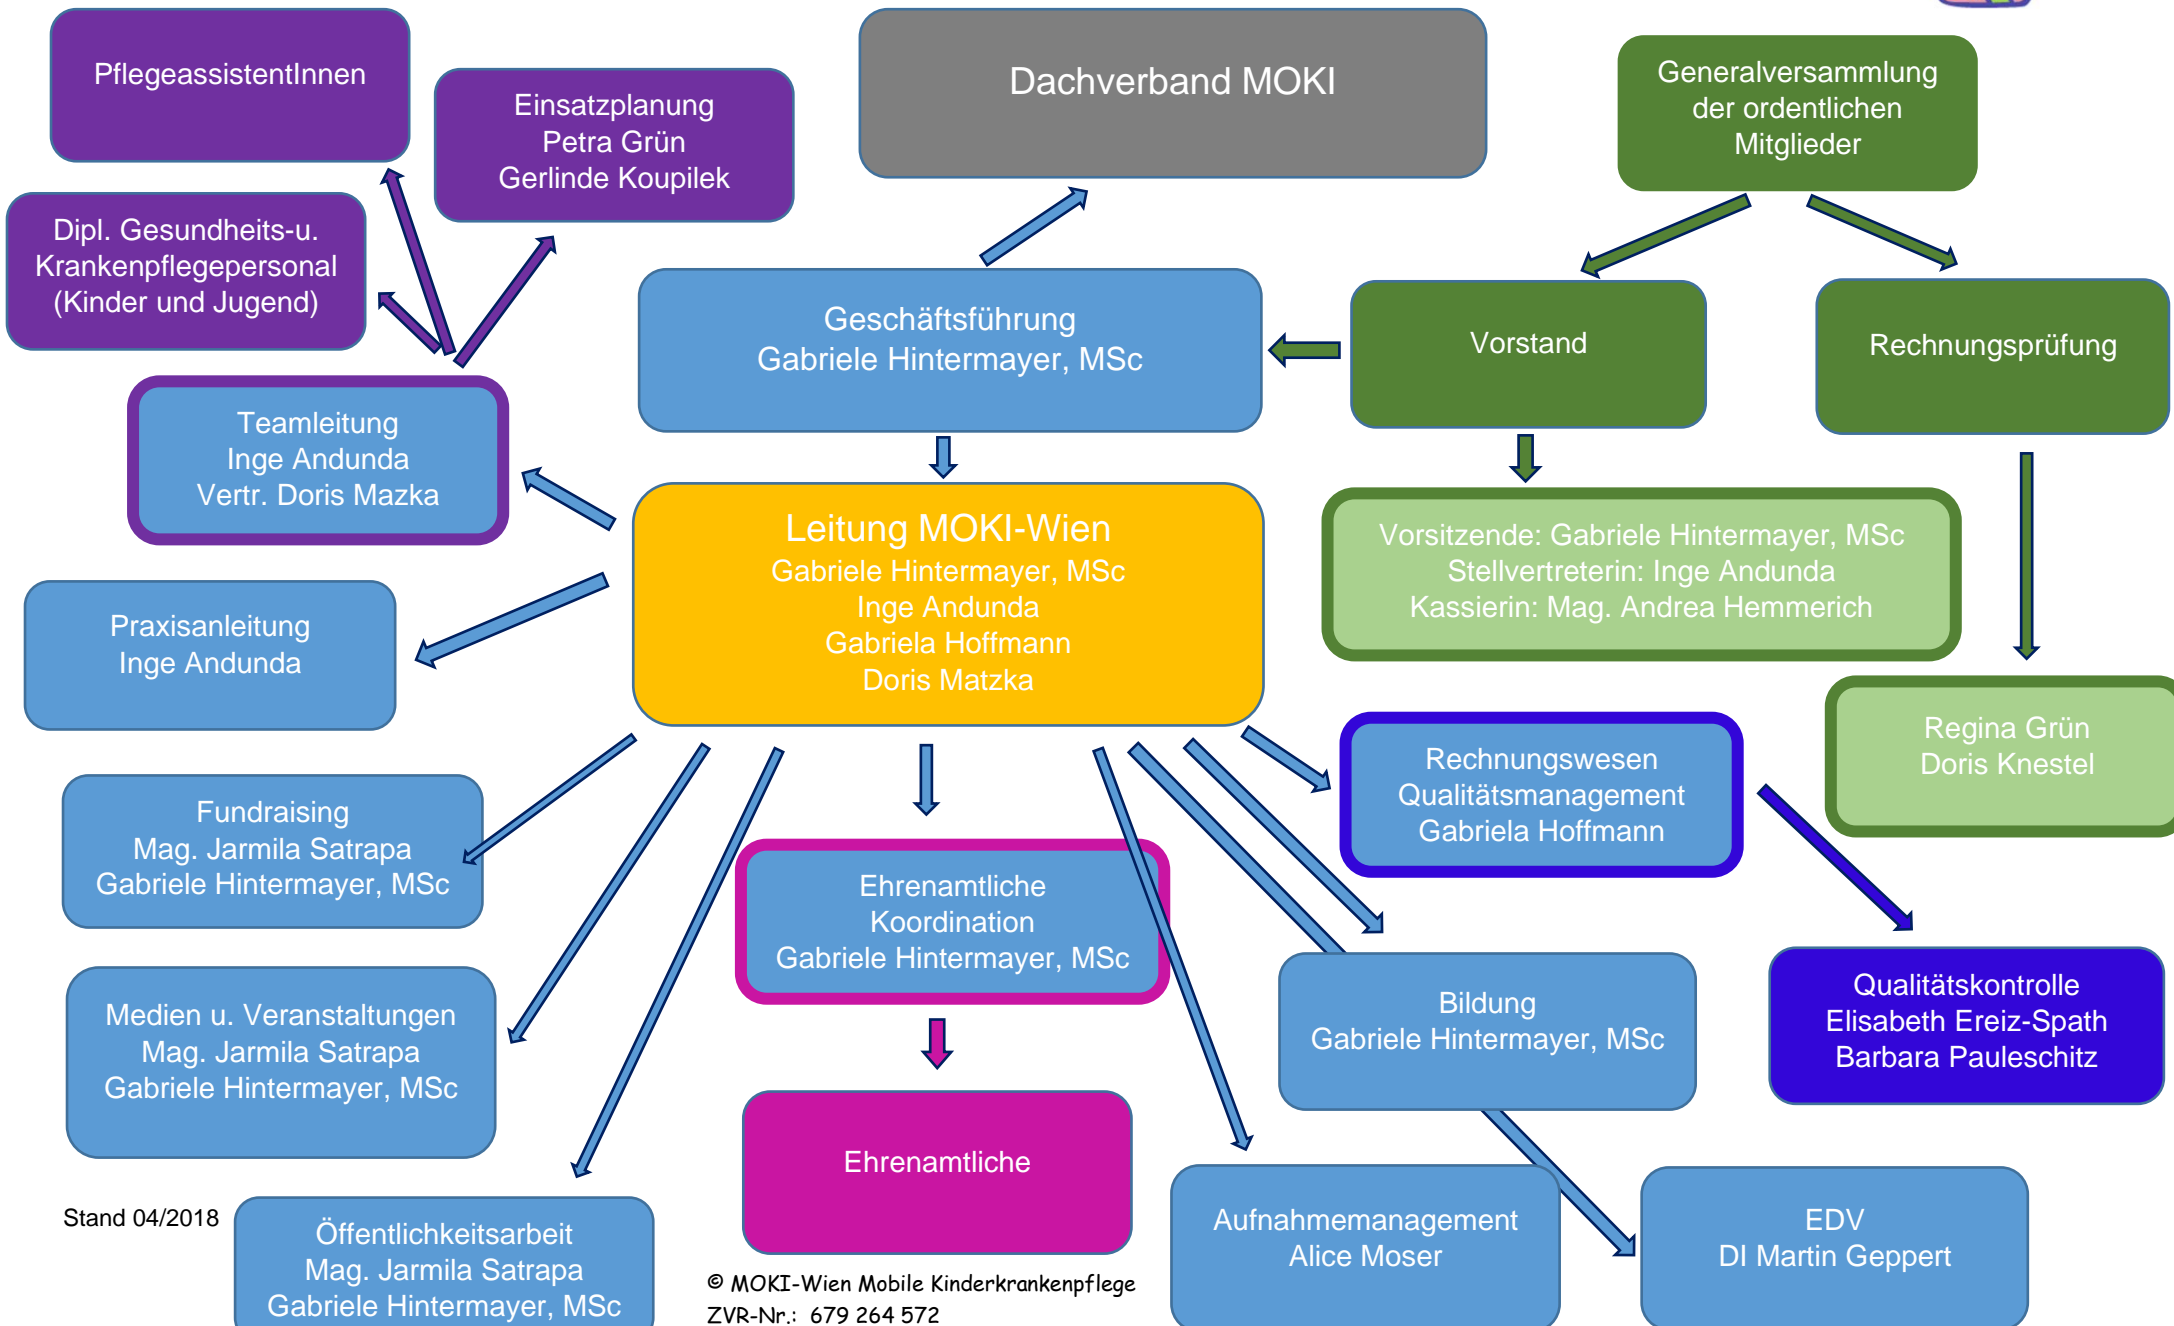 PflegeassistentInnen
Einsatzplanung
Petra Grün
Gerlinde Koupilek
Dachverband MOKI
Generalversammlung
der ordentlichen
Mitglieder
Dipl. Gesundheits-u.
Krankenpflegepersonal
(Kinder und Jugend)
Geschäftsführung
Gabriele Hintermayer, MSc
Vorstand
Rechnungsprüfung
Teamleitung
Inge Andunda
Vertr. Doris Mazka
Leitung MOKI-Wien
Gabriele Hintermayer, MSc
Inge Andunda
Gabriela Hoffmann
Doris Matzka
Vorsitzende: Gabriele Hintermayer, MSc
Stellvertreterin: Inge Andunda
Kassierin: Mag. Andrea Hemmerich
Praxisanleitung
Inge Andunda
Regina Grün
Doris Knestel
Rechnungswesen
Qualitätsmanagement
Gabriela Hoffmann
Fundraising
Mag. Jarmila Satrapa
Gabriele Hintermayer, MSc
Ehrenamtliche
Koordination
Gabriele Hintermayer, MSc
Medien u. Veranstaltungen
Mag. Jarmila Satrapa
Gabriele Hintermayer, MSc
Bildung
Gabriele Hintermayer, MSc
Qualitätskontrolle
Elisabeth Ereiz-Spath
Barbara Pauleschitz
Ehrenamtliche
Stand 04/2018
Öffentlichkeitsarbeit
Mag. Jarmila Satrapa
Gabriele Hintermayer, MSc
Aufnahmemanagement
Alice Moser
EDV
DI Martin Geppert
© MOKI-Wien Mobile Kinderkrankenpflege
ZVR-Nr.: 679 264 572